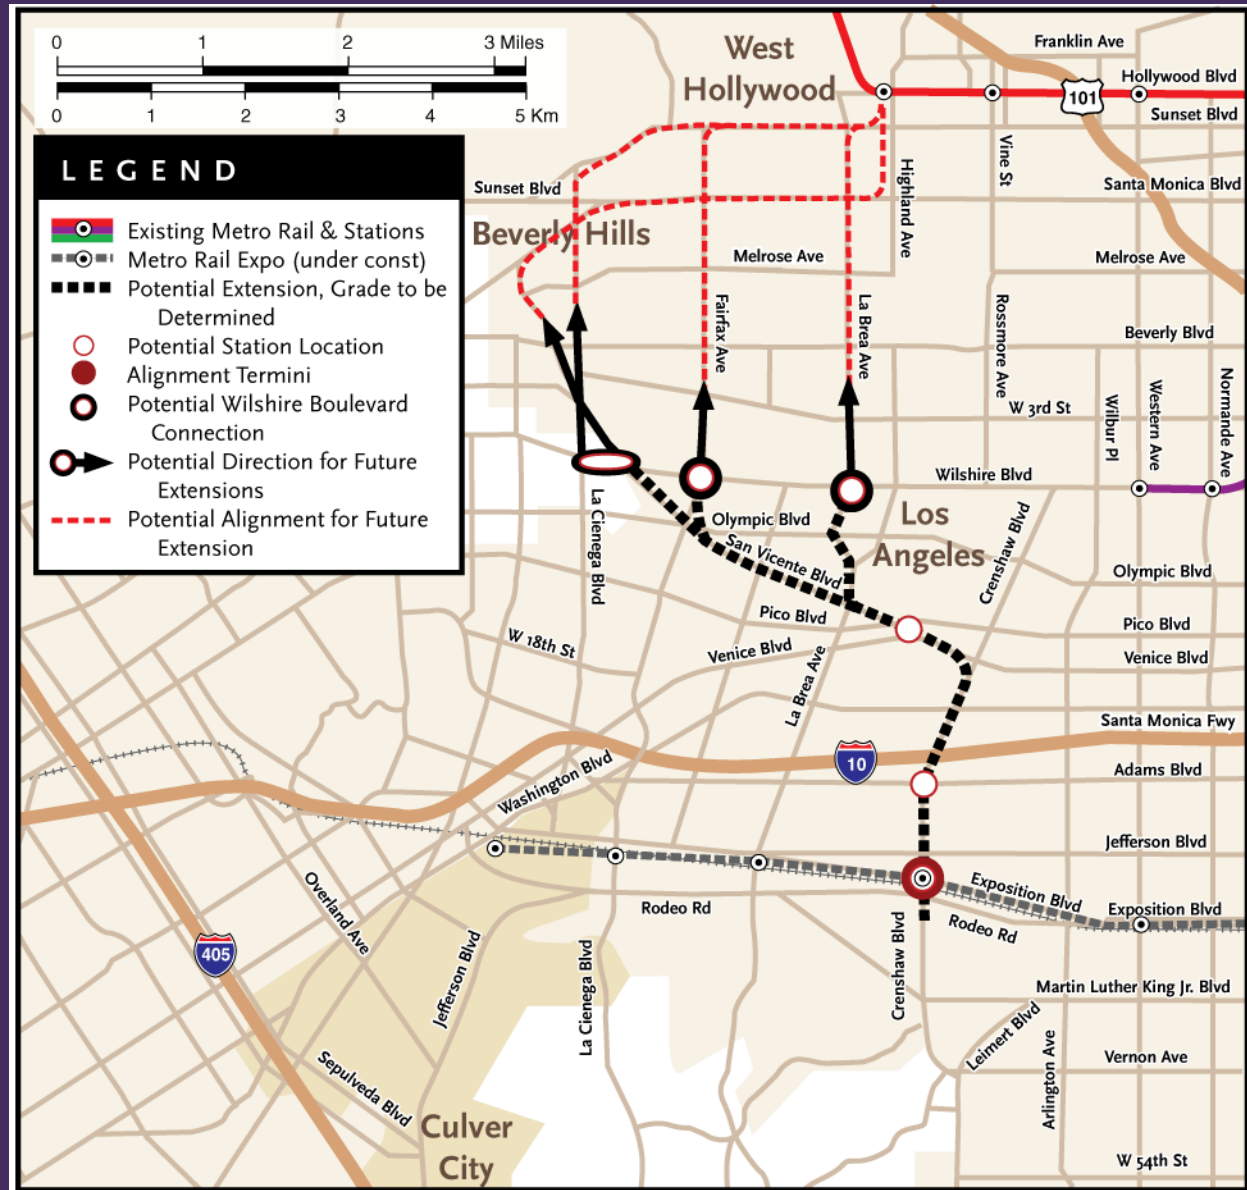 0 1 2 3 Miles
0 1 2 3 4 5 Km
LEGEND
Existing Metro Rail & Stations
Metro Rail Expo (under const)
Potential Extension, Grade to be
Determined
Potential Station Location
Alignment Termini
Potential Wilshire Boulevard
Connection
Potential Direction for Future
Extensions
Potential Alignment for Future
Extension
West
Hollywood
Franklin Ave
Hollywood Blvd
101
Sunset Blvd
Vine St
Highland Ave
Santa Monica Blvd
Sunset Blvd
Beverly Hills
Melrose Ave
Melrose Ave
Fairfax Ave
La Brea Ave
Rossmore Ave
Beverly Blvd
Normande Ave
Western Ave
Wilbur Pl
W 3rd St
Wilshire Blvd
La Cienega Blvd
Olympic Blvd
Los
Angeles
San Vicente Blvd
Crenshaw Blvd
Olympic Blvd
Pico Blvd
Pico Blvd
W 18th St
Venice Blvd
Venice Blvd
La Brea Ave
Santa Monica Fwy
10
Adams Blvd
Washington Blvd
Jefferson Blvd
Exposition Blvd
Exposition Blvd
Overland Ave
Rodeo Rd
Rodeo Rd
405
Jefferson Blvd
La Cienega Blvd
Crenshaw Blvd
Martin Luther King Jr. Blvd
Leimert Blvd
Arlington Ave
Vernon Ave
Sepulveda Blvd
Culver
City
W 54th St